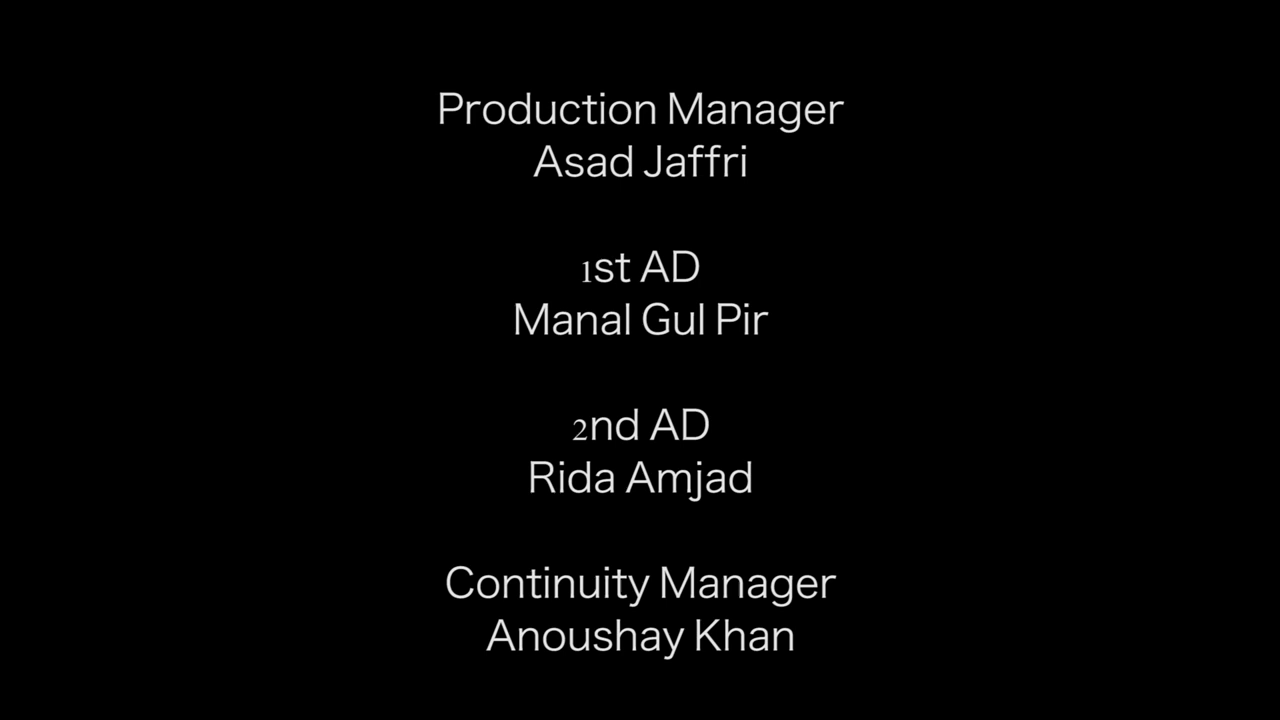 Production Manager
Asad Jaffri
1st AD
Manal Gul Pir
2nd AD
Rida Amjad
Continuity Manager
Anoushay Khan